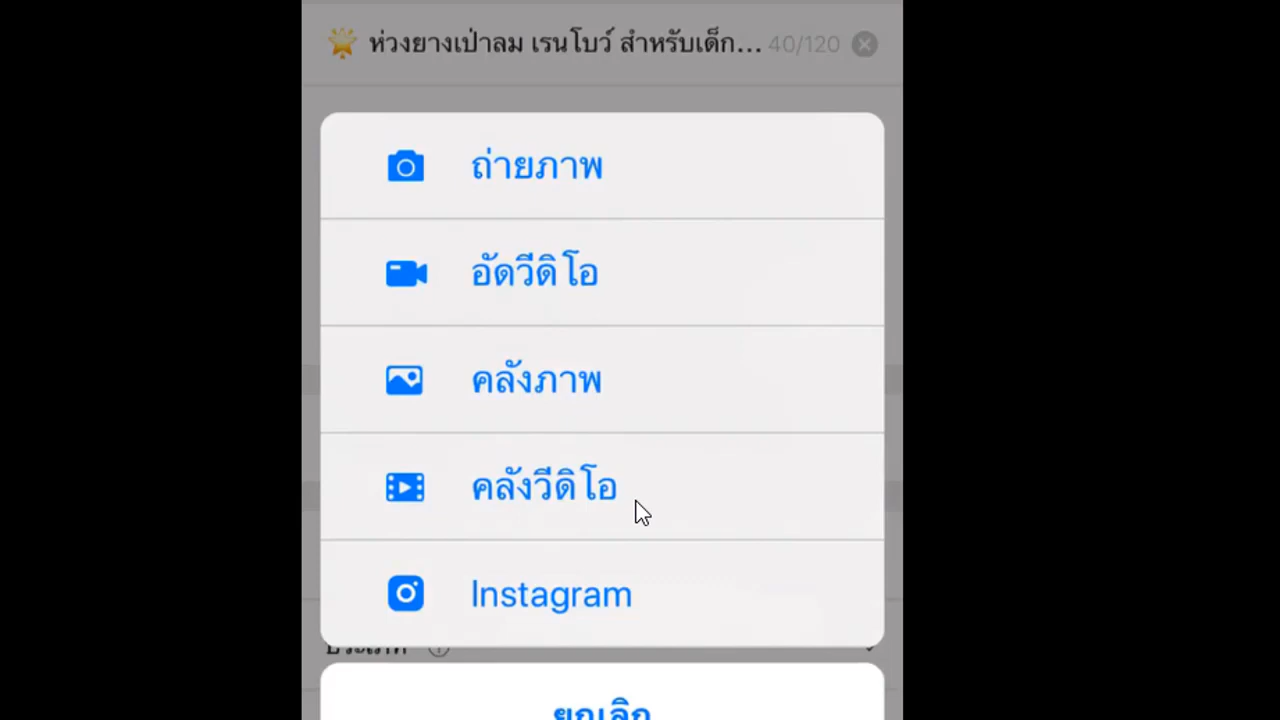 ห่วงยางเป่าลม เรนโบว์ สำหรับเด็ก... 40/120
ถ่ายภาพ
อัดวีดิโอ
คลังภาพ
คลังวีดิโอ
Instagram
ยกเลิก